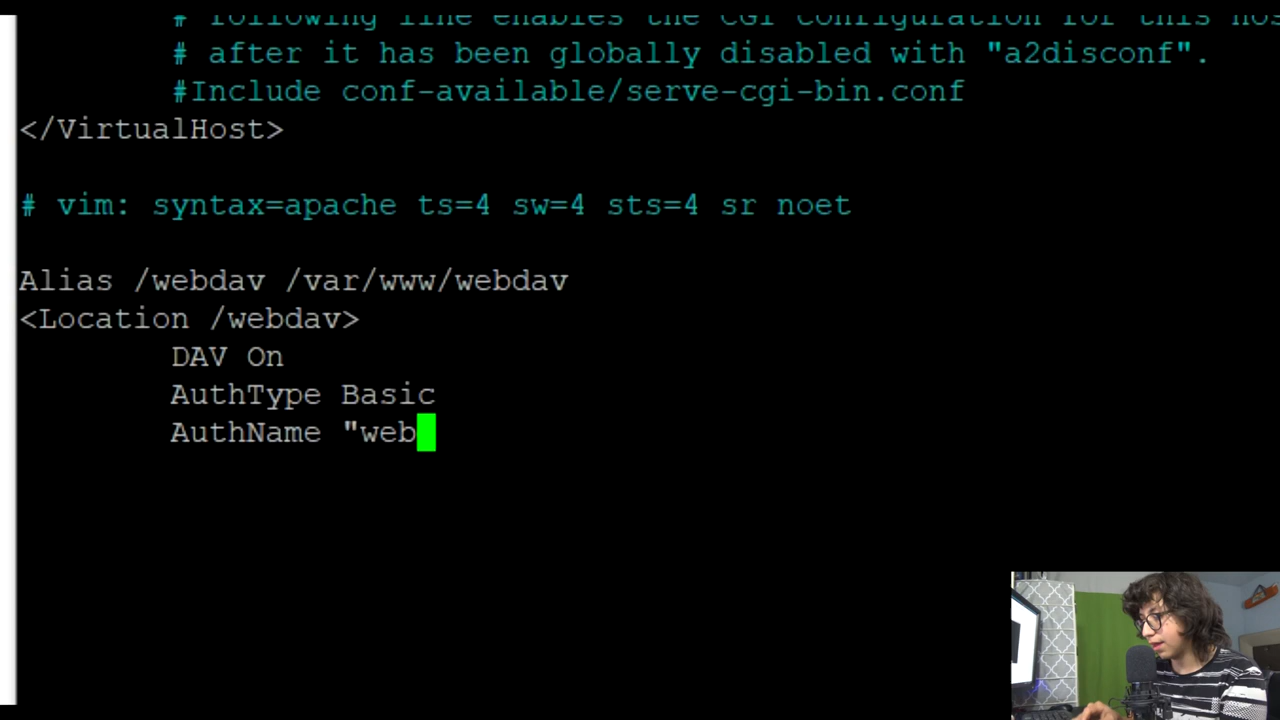 # following line enables the CGI configuration for this
# after it has been globally disabled with "a2disconf".
#Include conf-available/serve-cgi-bin.conf
</VirtualHost>
# vim: syntax=apache ts=4 sw=4 sts=4 sr noet
Alias /webdav /var/www/webdav
<Location /webdav>
DAV On
AuthType Basic
AuthName "web